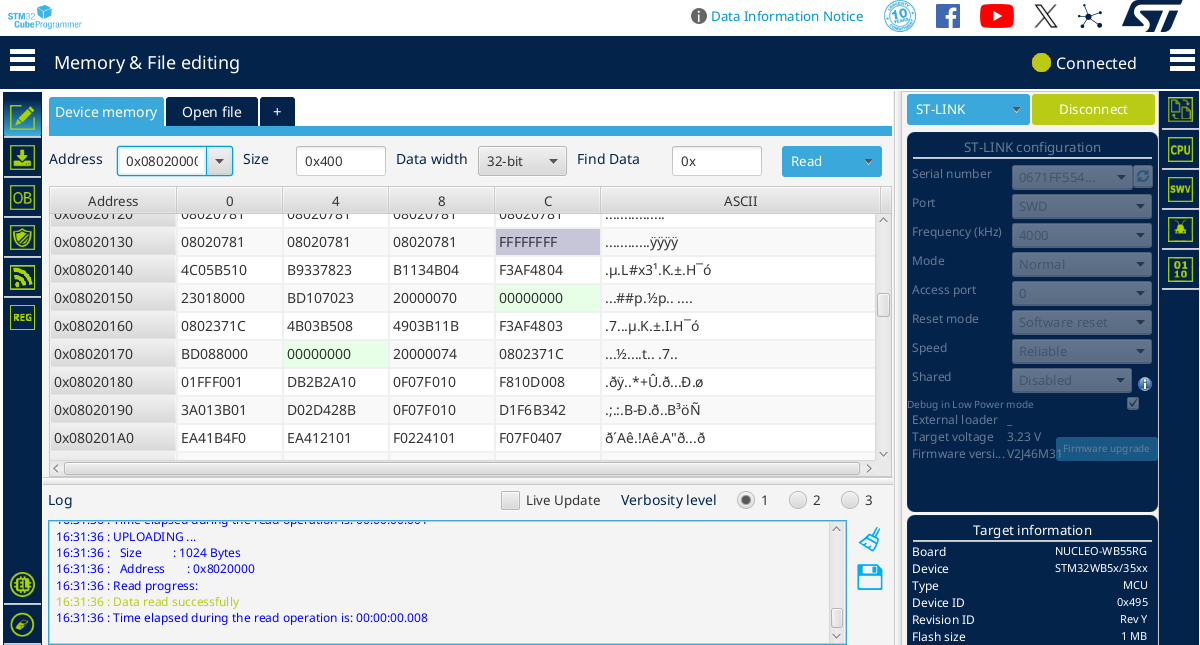 STM32
CubeProgrammer
Data Information Notice
10
Memory & File editing
Connected
Device memory
Open file
+
ST-LINK
Disconnect
Address
0x08020000
Size
0x400
Data width
32-bit
Find Data
0x
Read
Address 0 4 8 C ASCII
0x08020120 08020781 08020781 08020781 08020781 ................
0x08020130 08020781 08020781 08020781 FFFFFFFF ............ÿÿÿÿ
0x08020140 4C05B510 B9337823 B1134B04 F3AF4804 .µ.L#x3¹.K.±.H¯ó
0x08020150 23018000 BD107023 20000070 00000000 ...##p.½p.. ....
0x08020160 0802371C 4B03B508 4903B11B F3AF4803 .7...µ.K.±.I.H¯ó
0x08020170 BD088000 00000000 20000074 0802371C ...½....t.. .7..
0x08020180 01FFF001 DB2B2A10 0F07F010 F810D008 .ðÿ..*+Û.ð...Ð.ø
0x08020190 3A013B01 D02D428B 0F07F010 D1F6B342 .;.:.B-Ð.ð..B³öÑ
0x080201A0 EA41B4F0 EA412101 F0224101 F07F0407 ð´Aê.!Aê.A"ð...ð
ST-LINK configuration
Serial number 0671FF554...
Port SWD
Frequency (kHz) 4000
Mode Normal
Access port 0
Reset mode Software reset
Speed Reliable
Shared Disabled
Debug in Low Power mode
External loader _
Target voltage 3.23 V
Firmware versi... V2J46M31
Firmware upgrade
Log
Live Update
Verbosity level
1
2
3
16:31:36 : Time elapsed during the read operation is: 00:00:00.001
16:31:36 : UPLOADING ...
16:31:36 : Size : 1024 Bytes
16:31:36 : Address : 0x8020000
16:31:36 : Read progress:
16:31:36 : Data read successfully
16:31:36 : Time elapsed during the read operation is: 00:00:00.008
Target information
Board NUCLEO-WB55RG
Device STM32WB5x/35xx
Type MCU
Device ID 0x495
Revision ID Rev Y
Flash size 1 MB
OB
REG
CPU
SWV
01
10